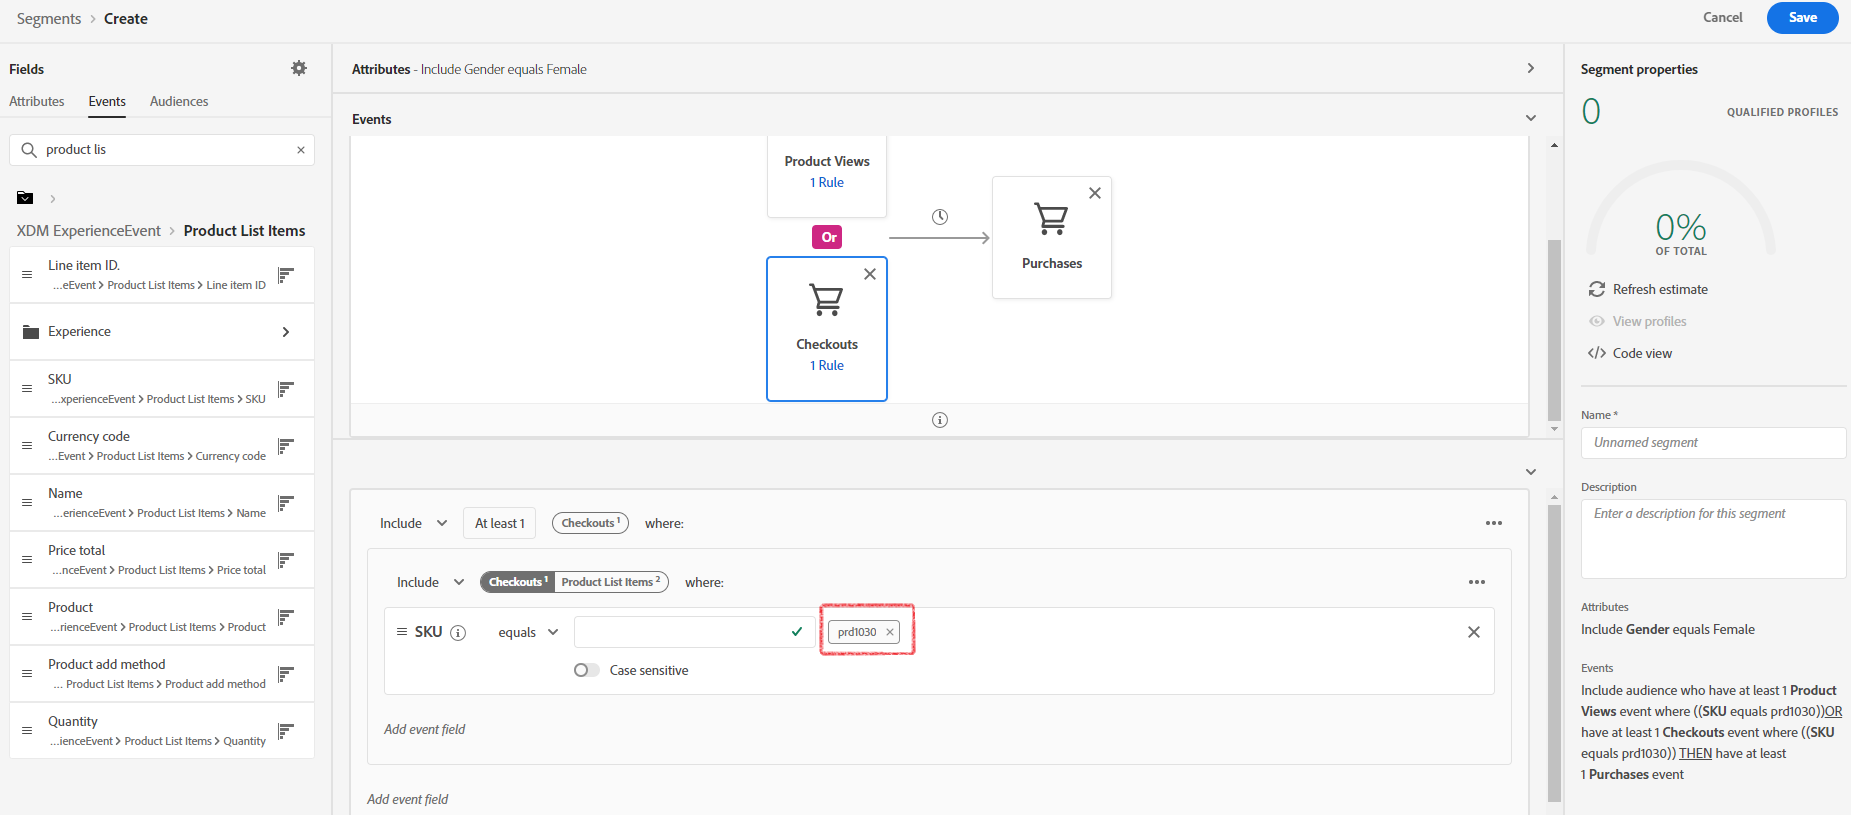 Segments > Create
Cancel
Save
Fields
Attributes
Events
Audiences
product lis
XDM ExperienceEvent > Product List Items
Line item ID.
...eEvent > Product List Items > Line item ID
Experience
SKU
...xperienceEvent > Product List Items > SKU
Currency code
...Event > Product List Items > Currency code
Name
...erienceEvent > Product List Items > Name
Price total
...nceEvent > Product List Items > Price total
Product
...rienceEvent > Product List Items > Product
Product add method
... Product List Items > Product add method
Quantity
...ienceEvent > Product List Items > Quantity
Attributes - Include Gender equals Female
Events
Product Views
1 Rule
Or
Checkouts
1 Rule
Purchases
Include
At least 1
Checkouts 1
where:
Include
Checkouts 1
Product List Items 2
where:
SKU
equals
prd1030
Case sensitive
Add event field
Add event field
Segment properties
0
QUALIFIED PROFILES
0%
OF TOTAL
Refresh estimate
View profiles
</> Code view
Name *
Unnamed segment
Description
Enter a description for this segment
Attributes
Include Gender equals Female
Events
Include audience who have at least 1 Product
Views event where ((SKU equals prd1030))OR
have at least 1 Checkouts event where ((SKU
equals prd1030)) THEN have at least
1 Purchases event